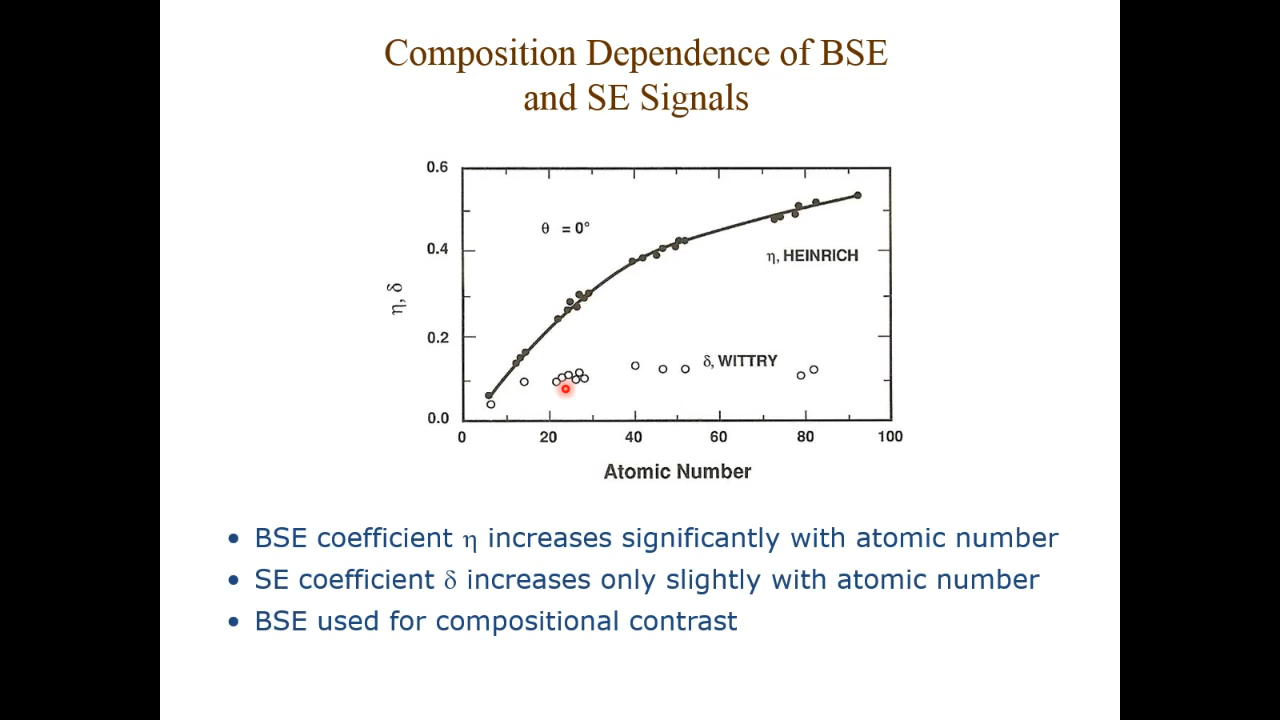 Composition Dependence of BSE
and SE Signals
0.6
θ = 0°
0.4
η, HEINRICH
η, δ
0.2
δ, WITTRY
0.0
0 20 40 60 80 100
Atomic Number
• BSE coefficient η increases significantly with atomic number
• SE coefficient δ increases only slightly with atomic number
• BSE used for compositional contrast